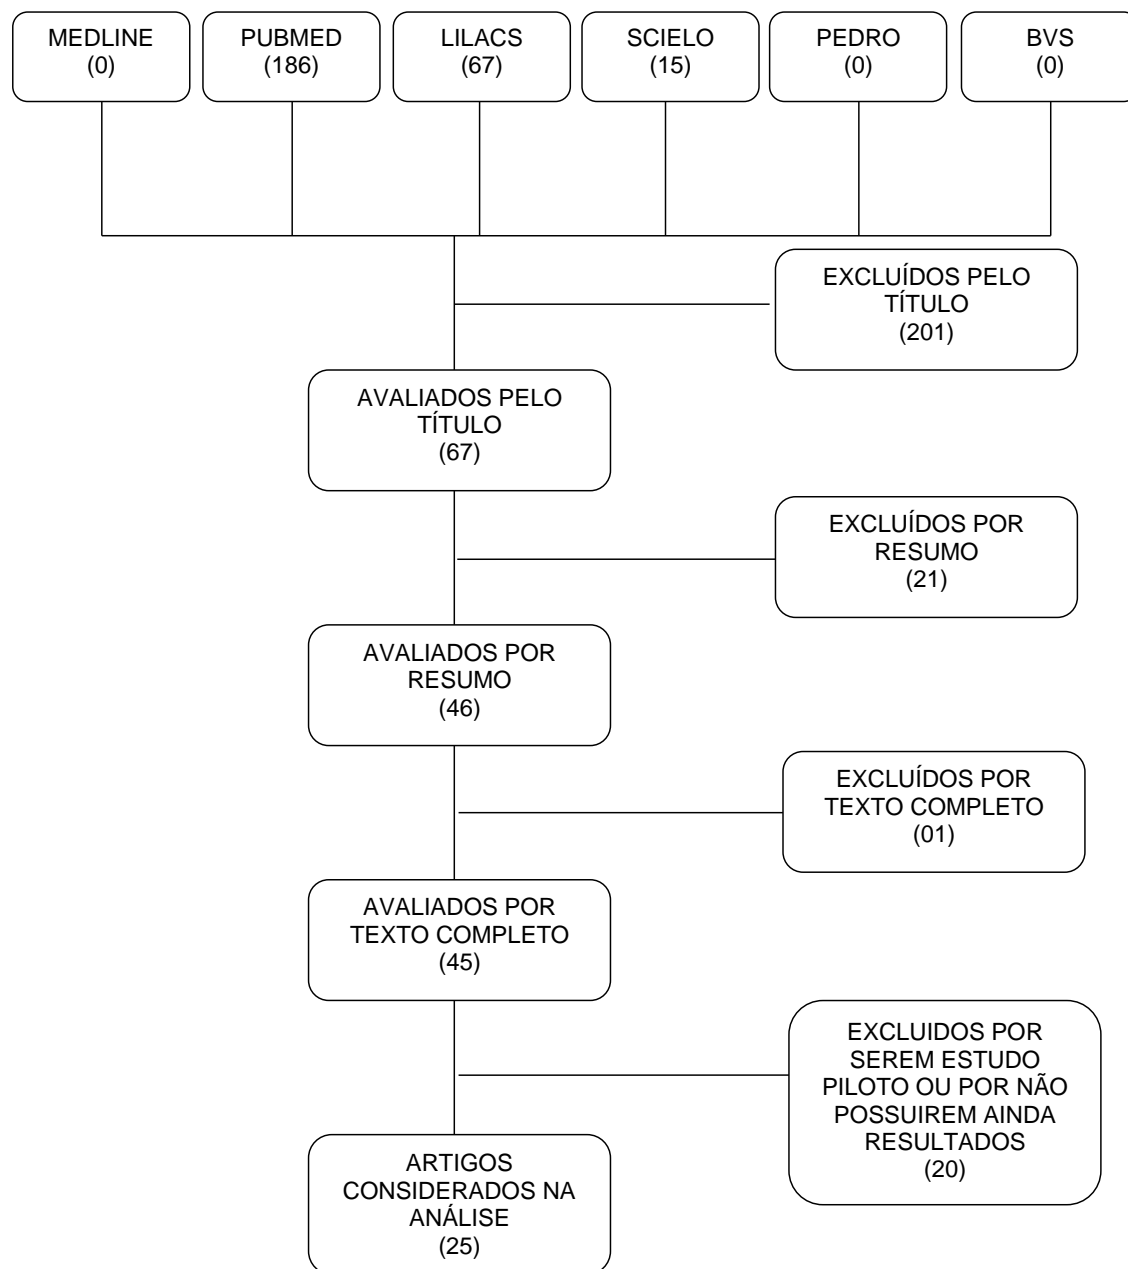 MEDLINE
(0)
PUBMED
(186)
LILACS
(67)
SCIELO
(15)
PEDRO
(0)
BVS
(0)
EXCLUÍDOS PELO
TÍTULO
(201)
AVALIADOS PELO
TÍTULO
(67)
EXCLUÍDOS POR
RESUMO
(21)
AVALIADOS POR
RESUMO
(46)
EXCLUÍDOS POR
TEXTO COMPLETO
(01)
AVALIADOS POR
TEXTO COMPLETO
(45)
EXCLUIDOS POR
SEREM ESTUDO
PILOTO OU POR NÃO
POSSUIREM AINDA
RESULTADOS
(20)
ARTIGOS
CONSIDERADOS NA
ANÁLISE
(25)